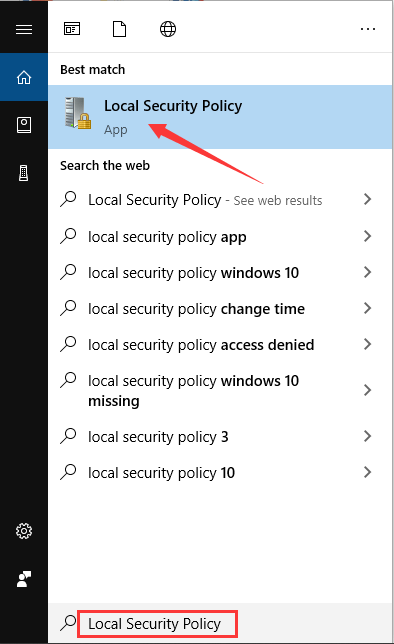 Best match
Local Security Policy
App
Search the web
Local Security Policy - See web results
local security policy app
local security policy windows 10
local security policy change time
local security policy access denied
local security policy windows 10
missing
local security policy 3
local security policy 10
Local Security Policy